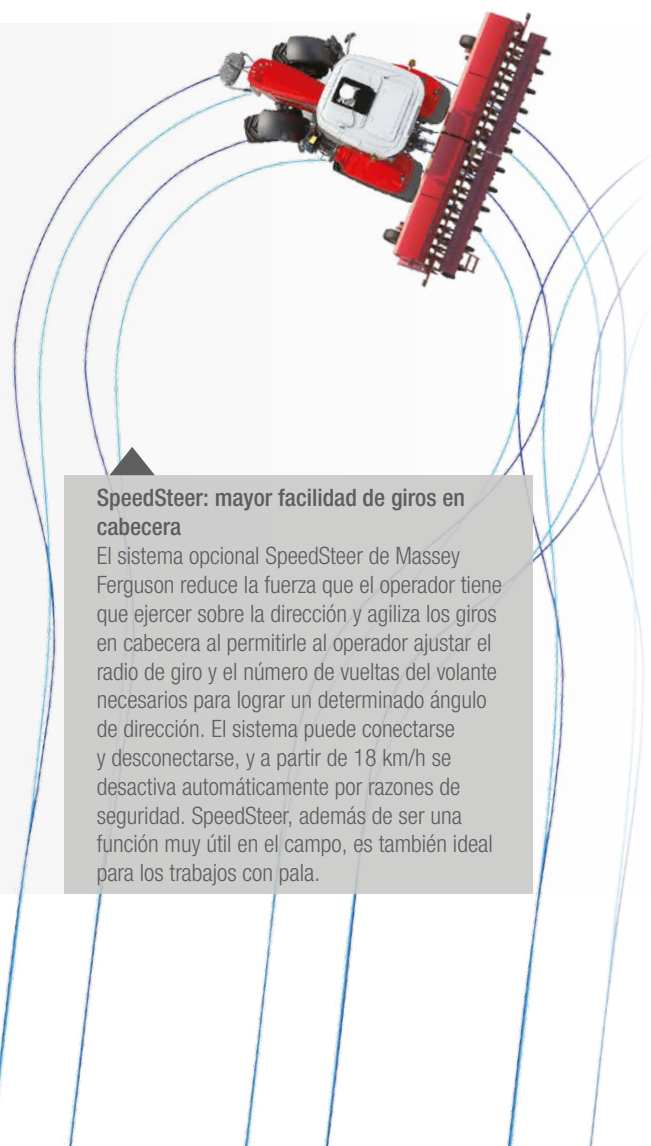 SpeedSteer: mayor facilidad de giros en
cabecera
El sistema opcional SpeedSteer de Massey
Ferguson reduce la fuerza que el operador tiene
que ejercer sobre la dirección y agiliza los giros
en cabecera al permitirle al operador ajustar el
radio de giro y el número de vueltas del volante
necesarios para lograr un determinado ángulo
de dirección. El sistema puede conectarse
y desconectarse, y a partir de 18 km/h se
desactiva automáticamente por razones de
seguridad. SpeedSteer, además de ser una
función muy útil en el campo, es también ideal
para los trabajos con pala.